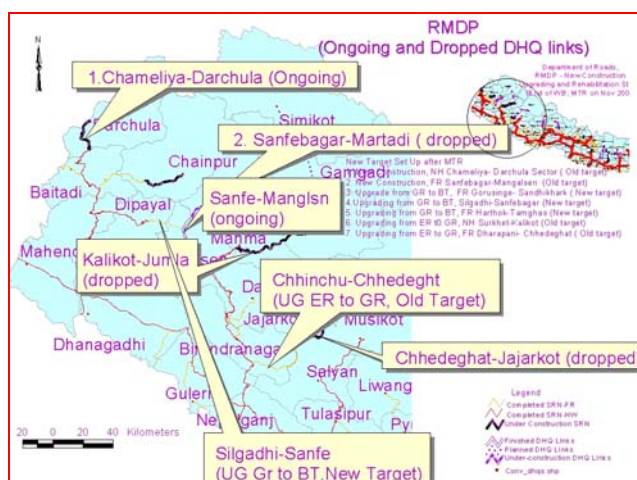 RMDP
(Ongoing and Dropped DHQ links)
N
1.Chameliya-Darchula (Ongoing)
Department of Roads,
RMDP - New Construction
Upgrading and Rehabilitation St
MTR on Nov 200
Darchula
Simikot
2. Sanfebagar-Martadi ( dropped)
Chainpur
Gamgadi
New Target Set Up after MTR
Construction, NH Chameliya- Darchula Sector ( Old target)
2. New Construction, FR Sanfebagar-Mangalsen (Old target)
3. Upgrade from GR to BT, FR Gorusinge- Sandhikhark ( New target)
4.Upgrading from GR to BT, Silgadhi-Sanfebagar (New target)
5. Upgrading from GR to BT, FR Harthok-Tamghas (New target)
6. Upgrading from ER t0 GR, NH Surkhet-Kalikot (Old target)
7. Upgrading from ER to GR, FR Dharapani- Chhedeghat ( Old target)
Sanfe-Manglsn
(ongoing)
Baitadi
Dipayal
Manma
Kalikot-Jumla
(dropped)
Chhinchu-Chhedeght
(UG ER to GR, Old Target)
Musikot
Dhanagadhi
Chhedeghat-Jajarkot (dropped
Salyan
Liwang
Tulasipur
Legend
Completed SRN-FR
Completed SRN-HW
Under Construction SRN
Finished DHQ Links
Planned DHQ Links
Under-construction DHQ Links
Conv_dhqs shp
20 0 20 40 Kilometers
Silgadhi-Sanfe
(UG Gr to BT,New Target)